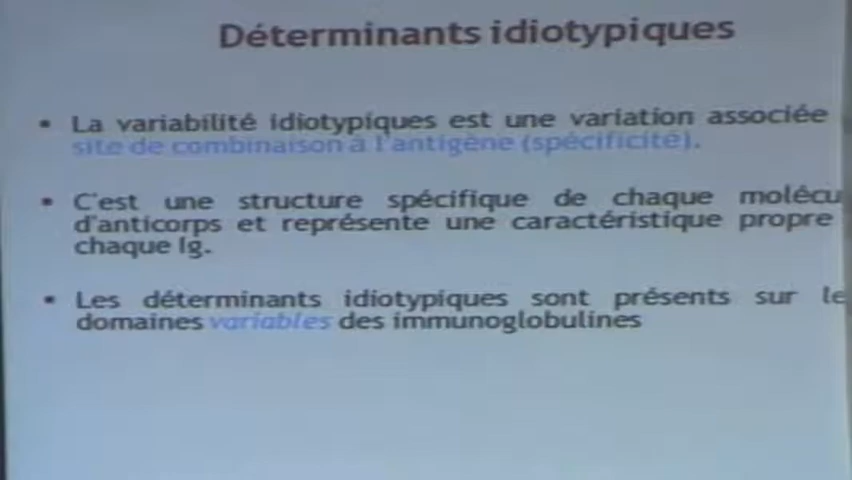 Déterminants idiotypiques
• La variabilité idiotypiques est une variation associée
site de combinaison à l'antigène (spécificité).
• C'est une structure spécifique de chaque molécu
d'anticorps et représente une caractéristique propre
chaque Ig.
• Les déterminants idiotypiques sont présents sur le
domaines variables des immunoglobulines